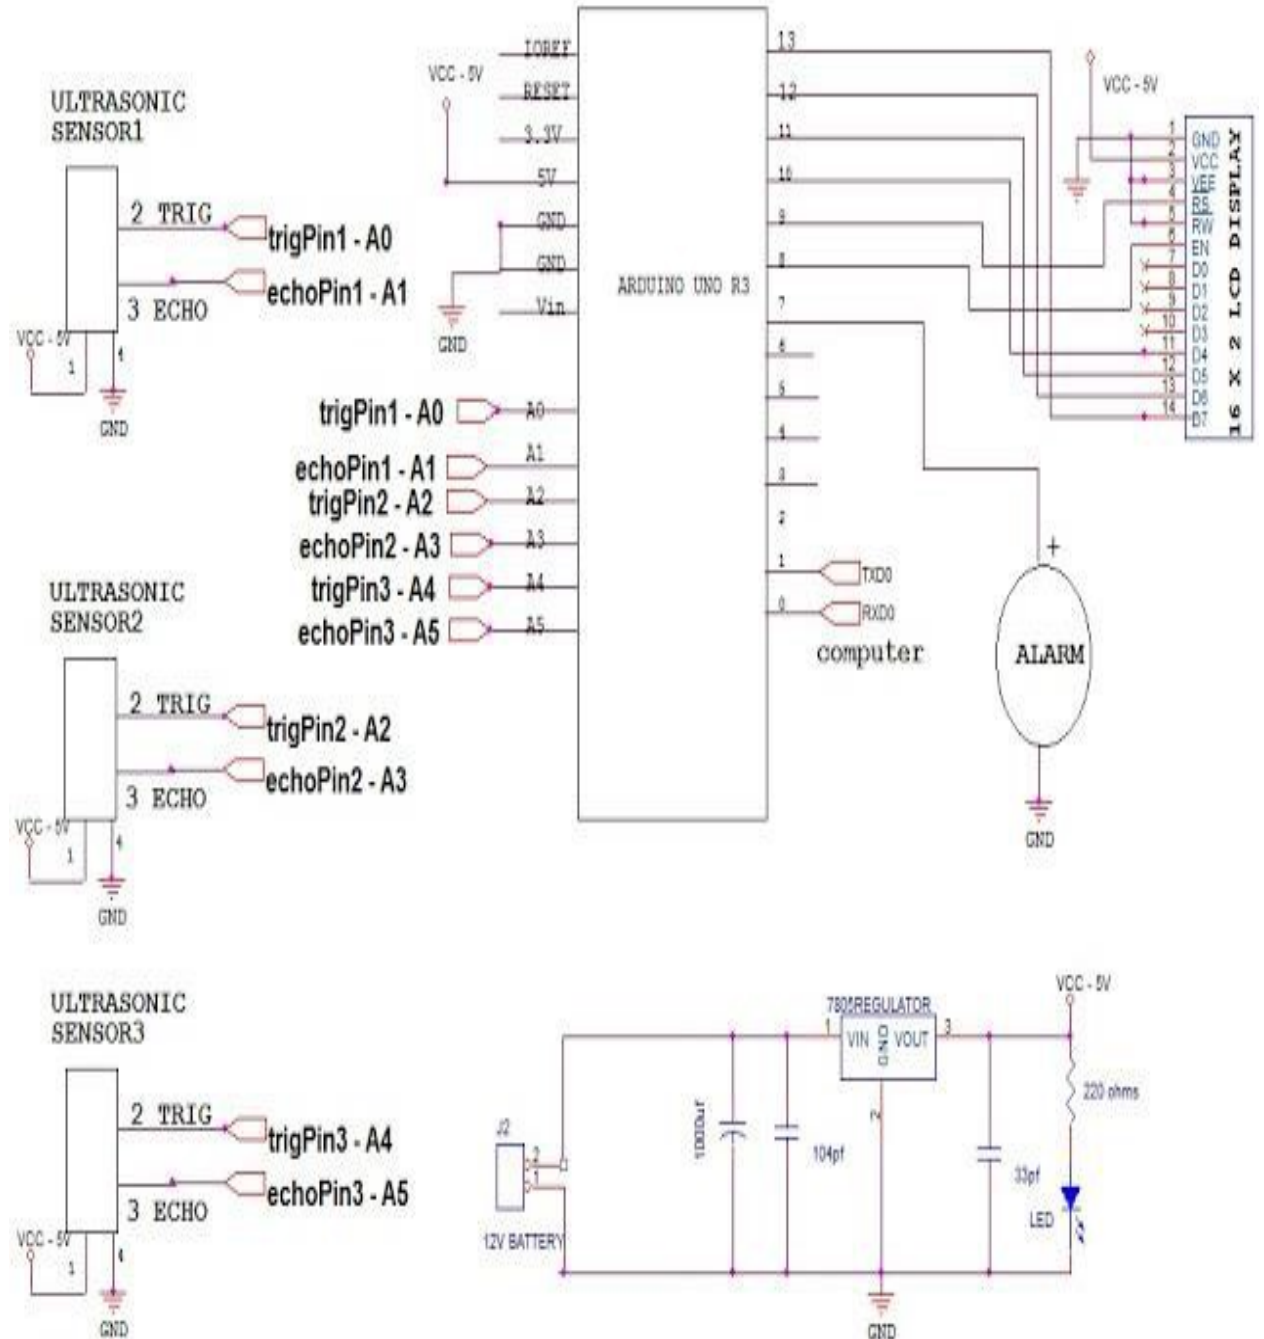 ULTRASONIC
SENSOR1
2 TRIG
trigPin1 - A0
echoPin1 - A1
3 ECHO
VCC - 5V
1
4
GND
ULTRASONIC
SENSOR2
2 TRIG
trigPin2 - A2
echoPin2 - A3
3 ECHO
VCC - 5V
1
4
GND
ULTRASONIC
SENSOR3
2 TRIG
trigPin3 - A4
echoPin3 - A5
3 ECHO
VCC - 5V
1
4
GND
VCC - 5V
IOREF
RESET
3.3V
5V
GND
GND
Vin
GND
trigPin1 - A0
A0
echoPin1 - A1
A1
trigPin2 - A2
A2
echoPin2 - A3
A3
trigPin3 - A4
A4
echoPin3 - A5
A5
ARDUINO UNO R3
13
12
11
10
9
8
7
6
5
4
3
2
1
0
TXD0
RXD0
computer
VCC - 5V
1 GND
2 VCC
3 VEE
4 RS
5 RW
6 EN
7 D0
8 D1
9 D2
10 D3
11 D4
12 D5
13 D6
14 D7
16 X 2 LCD DISPLAY
+
ALARM
GND
J2
2
1
12V BATTERY
1000uf
104pf
7805REGULATOR
1
VIN
GND
VOUT
3
2
33pf
VCC - 5V
220 ohms
LED
GND